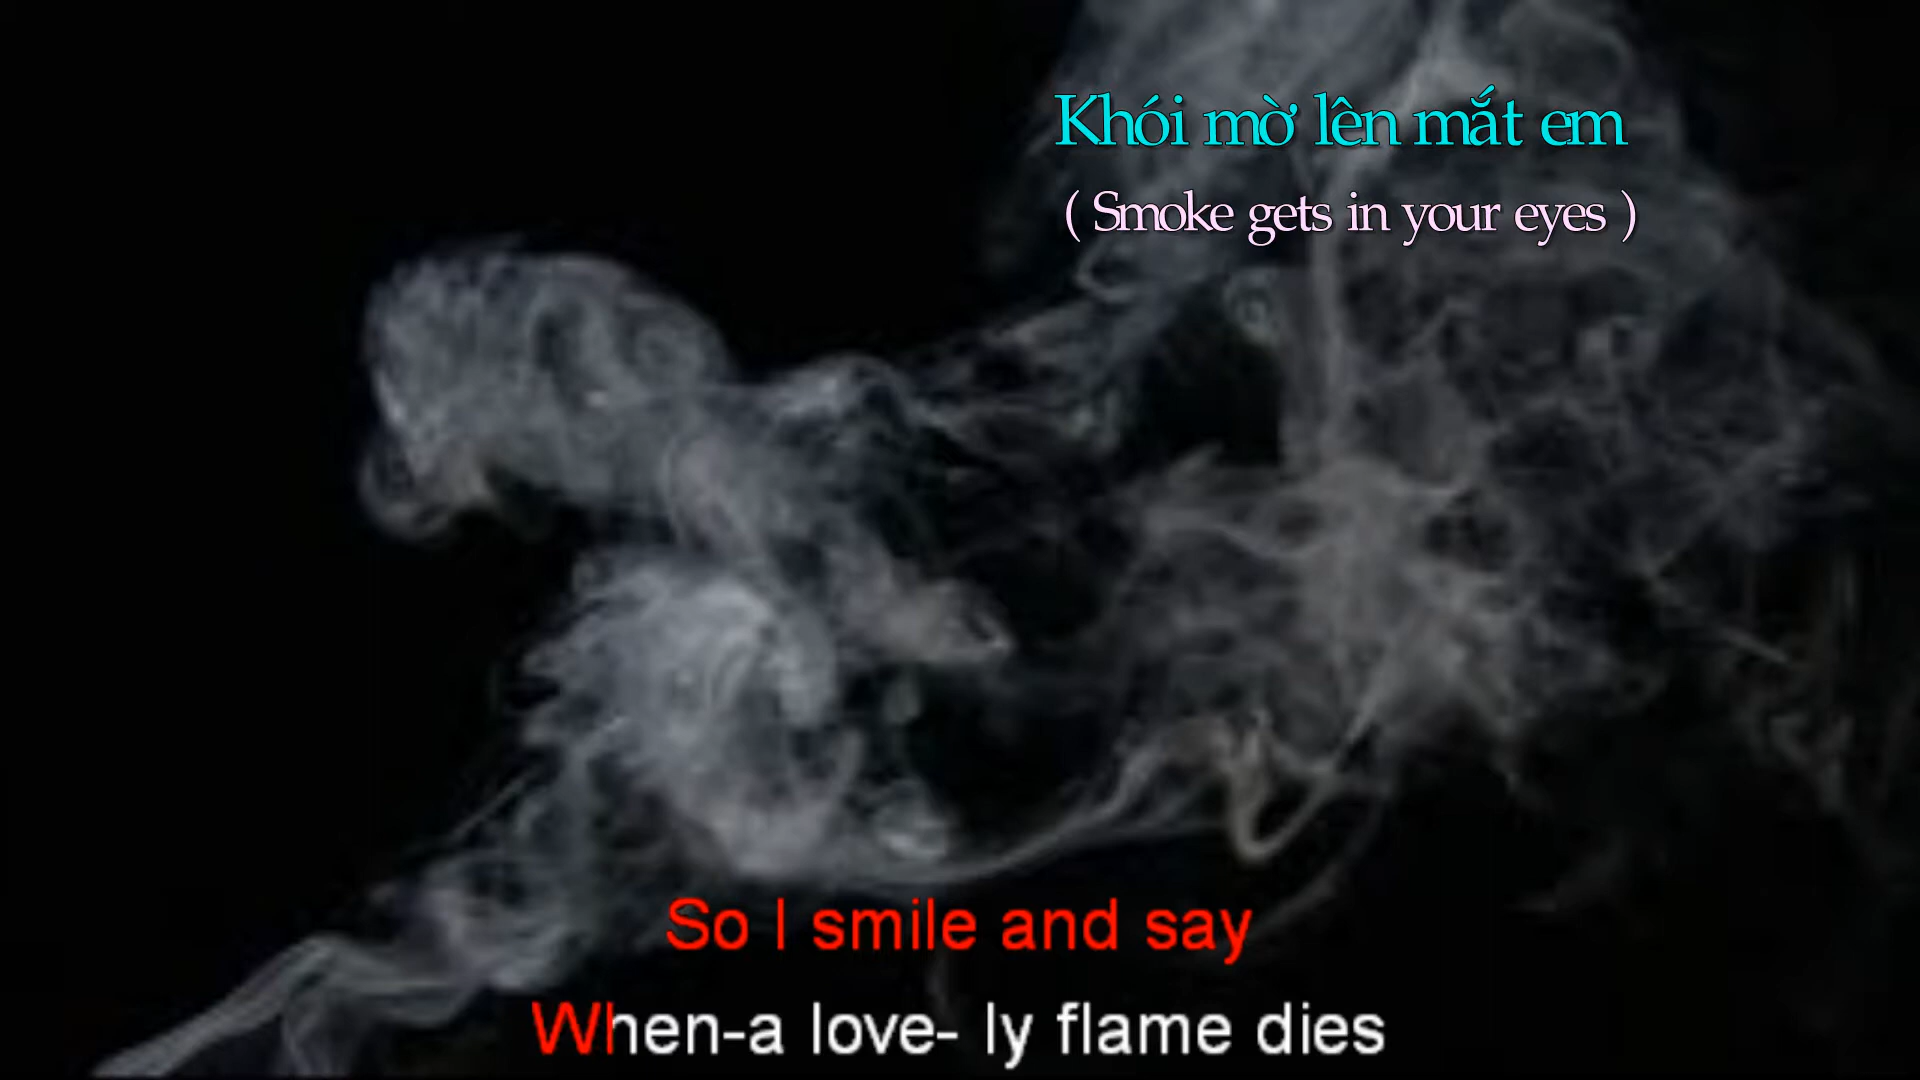 Khói mờ lên mắt em
( Smoke gets in your eyes )
So I smile and say
When-a love- ly flame dies